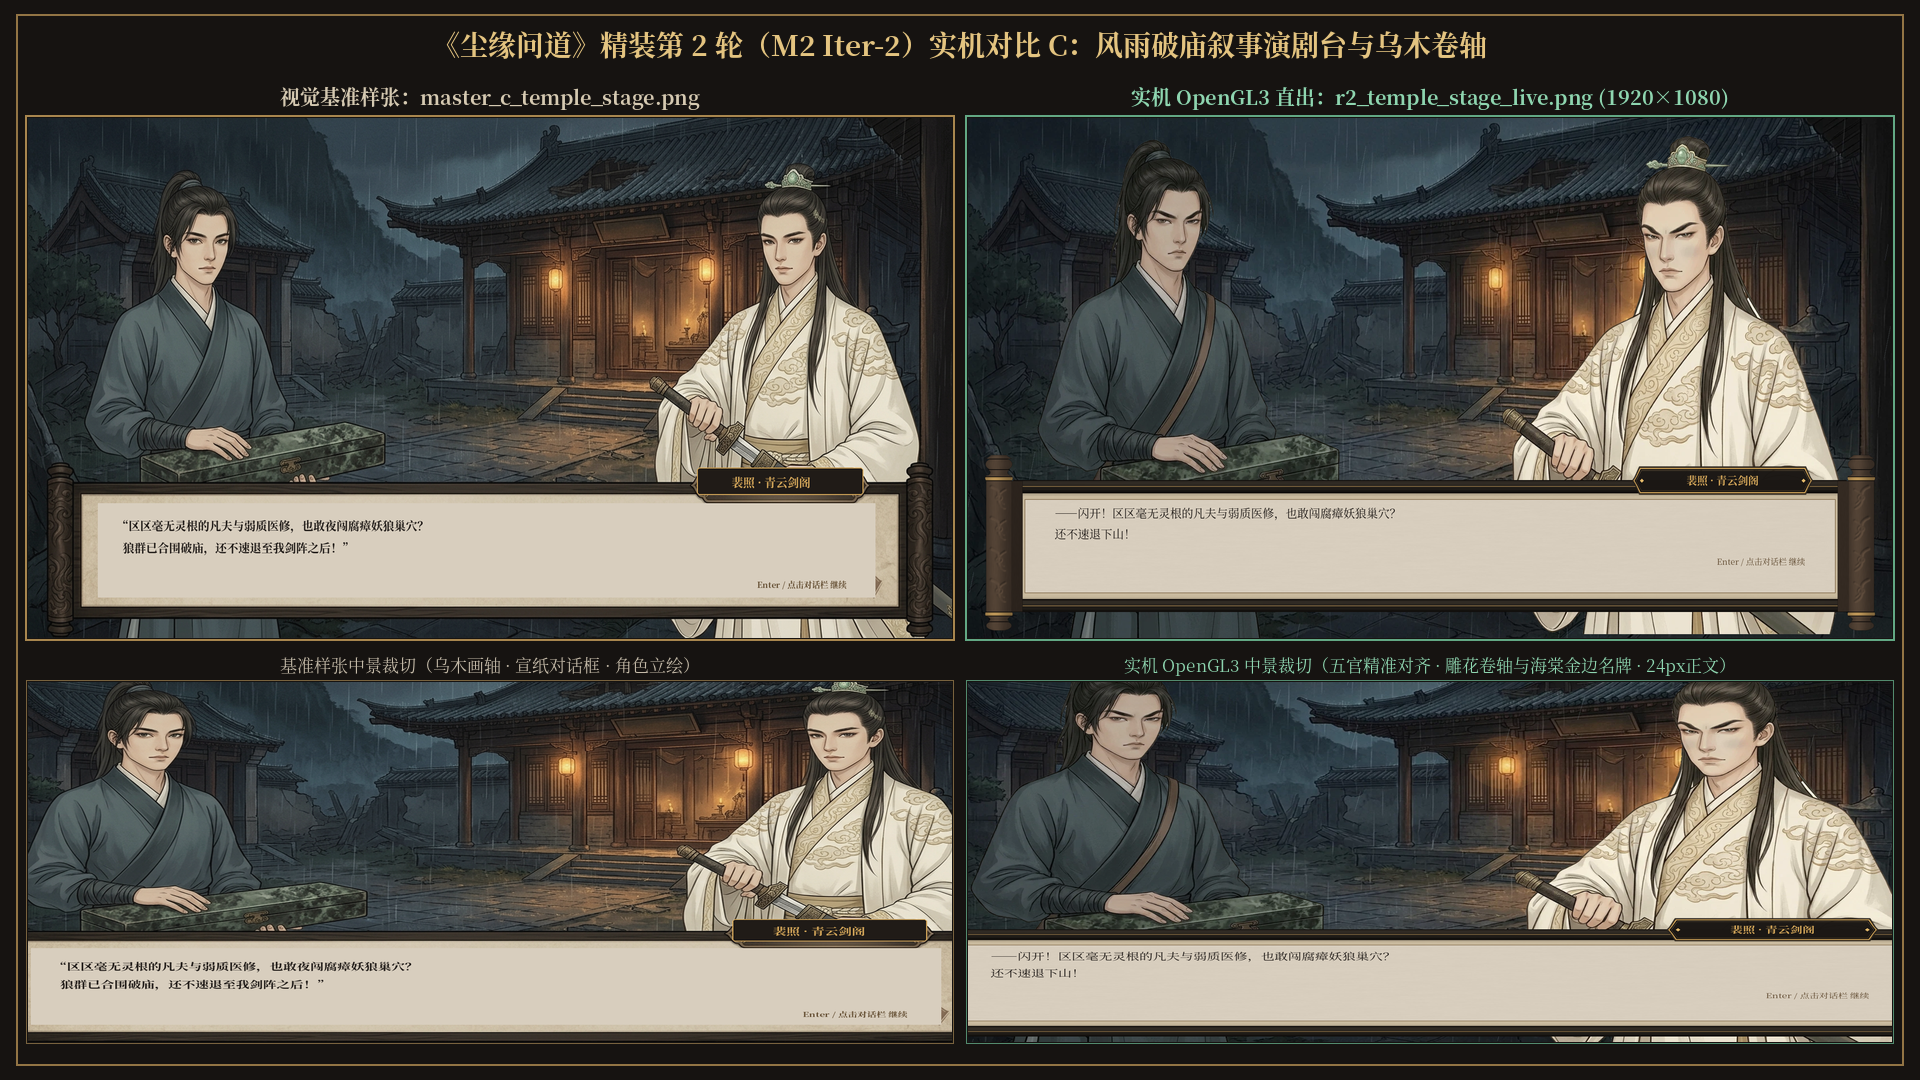 《尘缘问道》精装第 2 轮（M2 Iter-2）实机对比 C：风雨破庙叙事演剧台与乌木卷轴
视觉基准样张：master_c_temple_stage.png
实机 OpenGL3 直出：r2_temple_stage_live.png (1920×1080)
裴照 · 青云剑阁
“区区毫无灵根的凡夫与弱质医修，也敢夜闯腐瘴妖狼巢穴？
狼群已合围破庙，还不速退至我剑阵之后！”
Enter / 点击对话栏 继续
裴照 · 青云剑阁
——闪开！区区毫无灵根的凡夫与弱质医修，也敢闯腐瘴妖狼巢穴？
还不速退下山！
Enter / 点击对话栏 继续
基准样张中景裁切（乌木画轴 · 宣纸对话框 · 角色立绘）
实机 OpenGL3 中景裁切（五官精准对齐 · 雕花卷轴与海棠金边名牌 · 24px正文）
裴照 · 青云剑阁
“区区毫无灵根的凡夫与弱质医修，也敢夜闯腐瘴妖狼巢穴？
狼群已合围破庙，还不速退至我剑阵之后！”
Enter / 点击对话栏 继续
裴照 · 青云剑阁
——闪开！区区毫无灵根的凡夫与弱质医修，也敢闯腐瘴妖狼巢穴？
还不速退下山！
Enter / 点击对话栏 继续